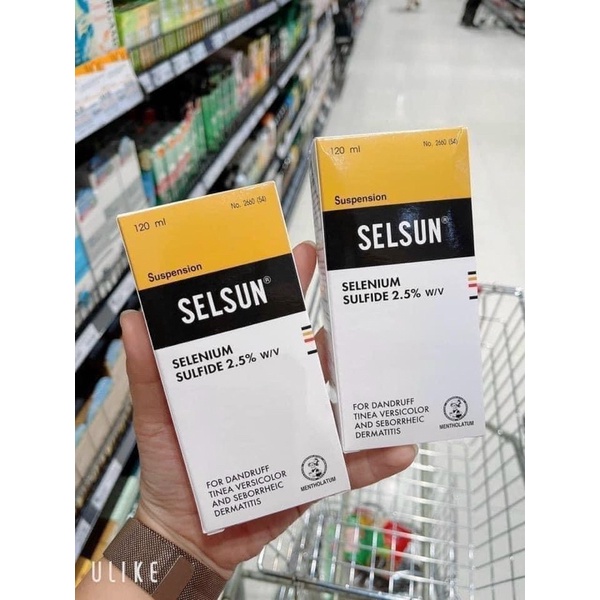 120 ml
No. 2660 (54)
Suspension
SELSUN®
SELENIUM
SULFIDE 2.5% W/V
FOR DANDRUFF
TINEA VERSICOLOR
AND SEBORRHEIC
DERMATITIS
MENTHOLATUM
120 ml
No. 2660 (54)
Suspension
SELSUN®
SELENIUM
SULFIDE 2.5% W/V
FOR DANDRUFF
TINEA VERSICOLOR
AND SEBORRHEIC
DERMATITIS
MENTHOLATUM
ULIKE